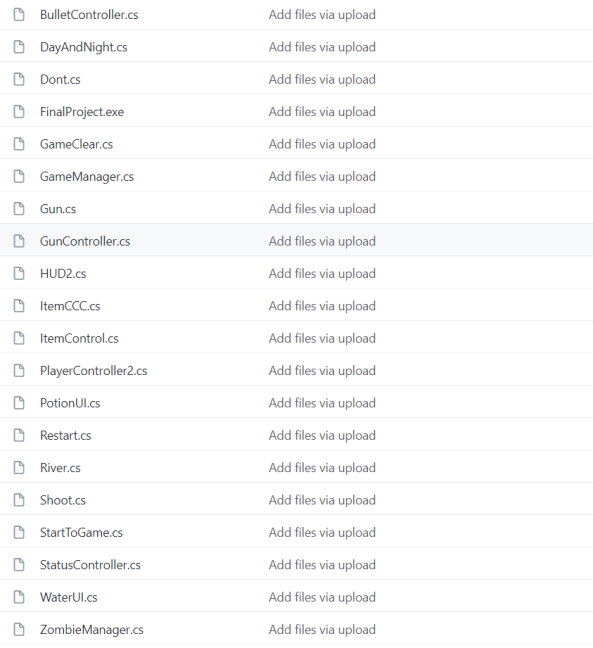 BulletController.cs Add files via upload
DayAndNight.cs Add files via upload
Dont.cs Add files via upload
FinalProject.exe Add files via upload
GameClear.cs Add files via upload
GameManager.cs Add files via upload
Gun.cs Add files via upload
GunController.cs Add files via upload
HUD2.cs Add files via upload
ItemCCC.cs Add files via upload
ItemControl.cs Add files via upload
PlayerController2.cs Add files via upload
PotionUI.cs Add files via upload
Restart.cs Add files via upload
River.cs Add files via upload
Shoot.cs Add files via upload
StartToGame.cs Add files via upload
StatusController.cs Add files via upload
WaterUI.cs Add files via upload
ZombieManager.cs Add files via upload